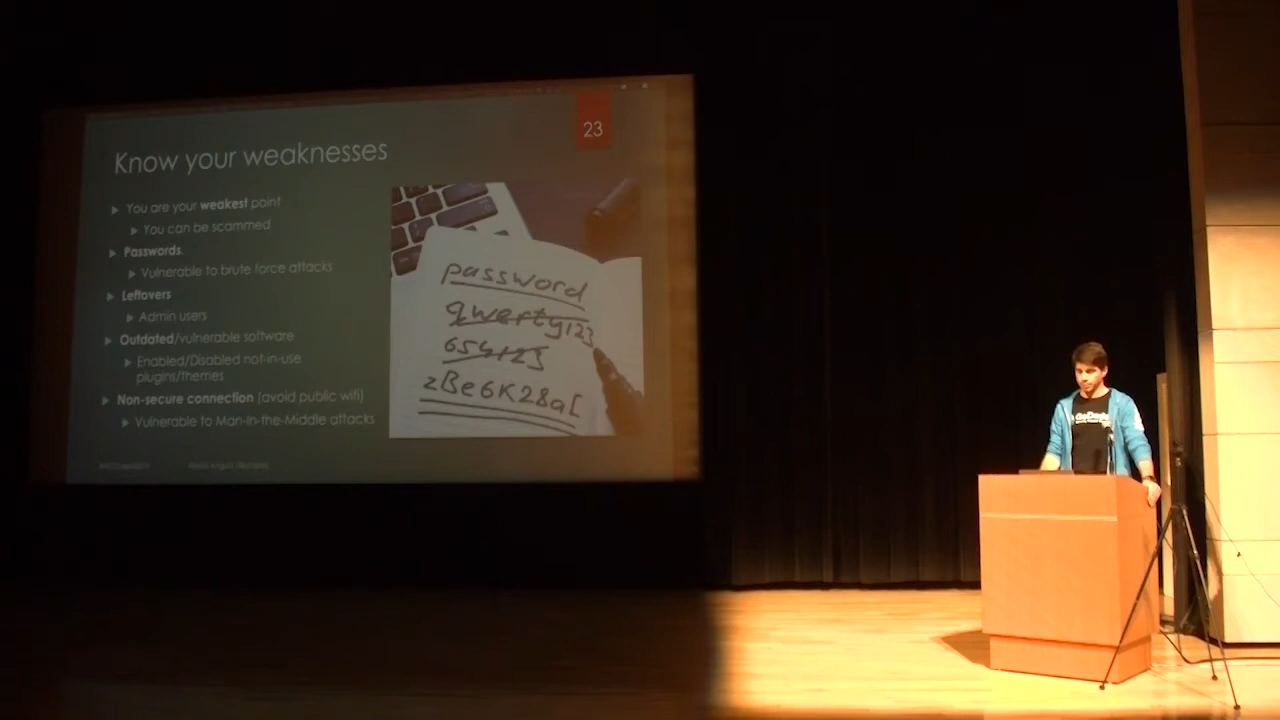 23
Know your weaknesses
You are your weakest point
You can be scammed
Passwords.
Vulnerable to brute force attacks
Leftovers
Admin users
Outdated/vulnerable software
Enabled/Disabled not-in-use
plugins/themes
Non-secure connection (avoid public wifi)
Vulnerable to Man-in-the-Middle attacks
password
qwerty123
654123
zBe6K28a[